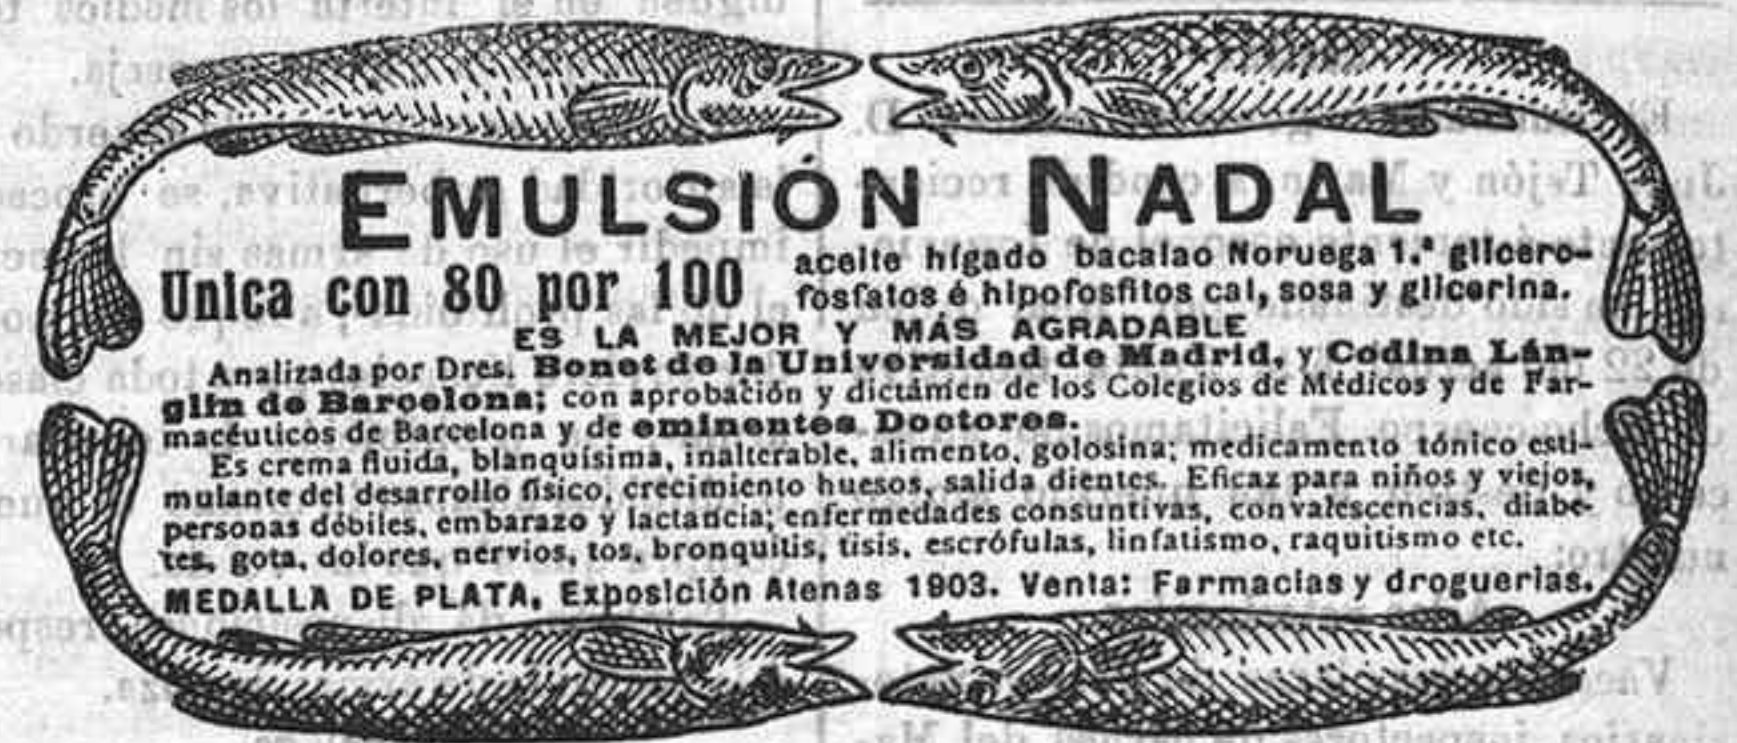 EMULSIÓN NADAL
Unica con 80 por 100 aceite hígado bacalao Noruega 1.ª glicero-
fosfatos é hipofosfitos cal, sosa y glicerina.
ES LA MEJOR Y MÁS AGRADABLE
Analizada por Dres. Bonet de la Universidad de Madrid, y Codina Lán-
glin de Barcelona; con aprobación y dictámen de los Colegios de Médicos y de Far-
macéuticos de Barcelona y de eminentes Doctores.
Es crema fluida, blanquísima, inalterable, alimento, golosina; medicamento tónico esti-
mulante del desarrollo físico, crecimiento huesos, salida dientes. Eficaz para niños y viejos,
personas débiles, embarazo y lactancia; enfermedades consuntivas, convalescencias, diabe-
tes, gota, dolores, nervios, tos, bronquitis, tisis, escrófulas, linfatismo, raquitismo etc.
MEDALLA DE PLATA, Exposición Atenas 1903. Venta: Farmacias y droguerias.